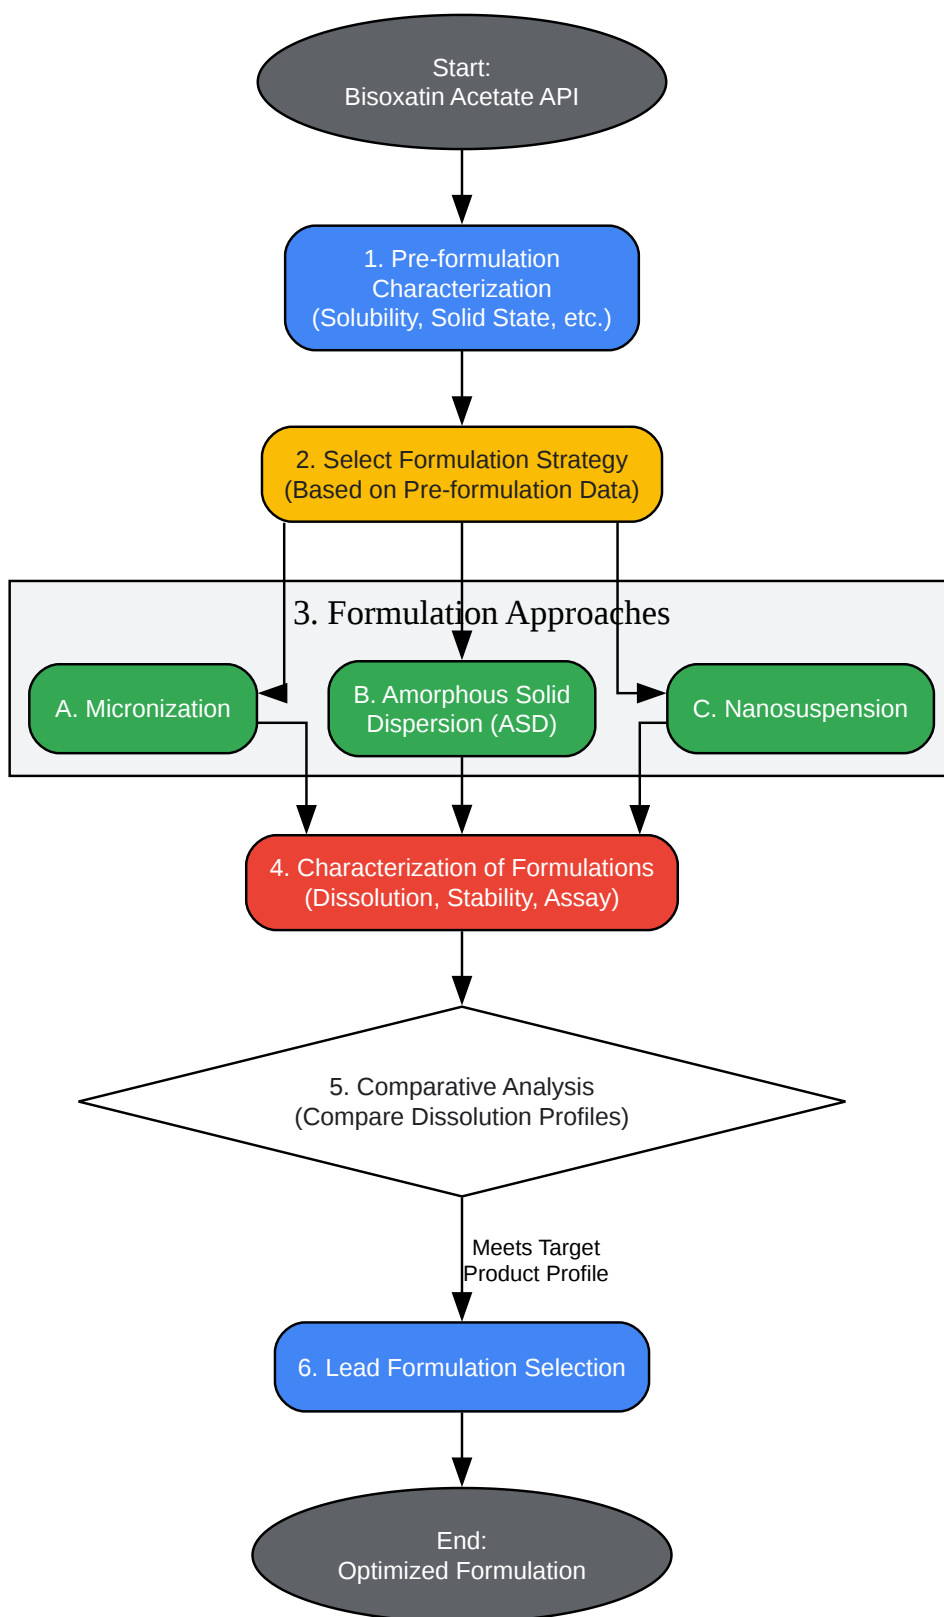 Start:
Bisoxatin Acetate API
1. Pre-formulation
Characterization
(Solubility, Solid State, etc.)
2. Select Formulation Strategy
(Based on Pre-formulation Data)
3. Formulation Approaches
A. Micronization
B. Amorphous Solid
Dispersion (ASD)
C. Nanosuspension
4. Characterization of Formulations
(Dissolution, Stability, Assay)
5. Comparative Analysis
(Compare Dissolution Profiles)
Meets Target
Product Profile
6. Lead Formulation Selection
End:
Optimized Formulation